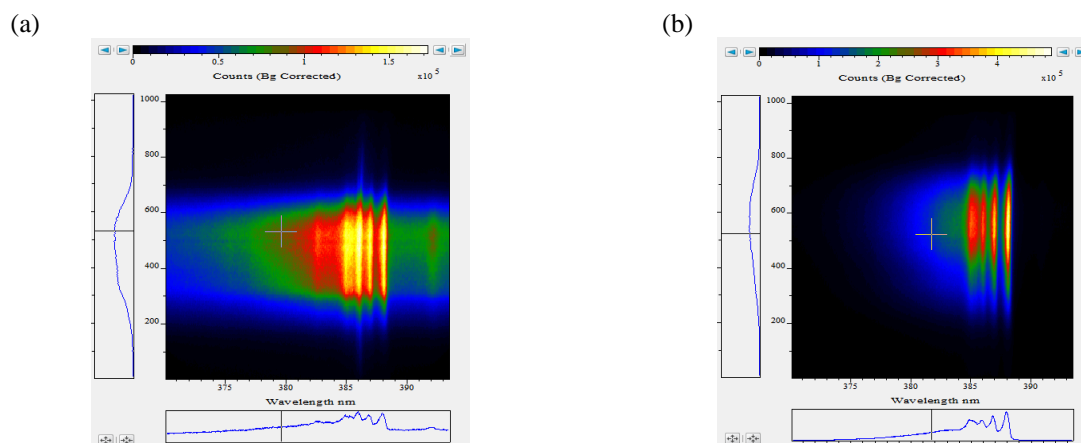 (a)
(b)
0 0.5 1
x10^5
Counts (Bg Corrected)
1000
800
600
400
200
375 380 385 390
Wavelength nm
0 1 2 3 4
x10^5
Counts (Bg Corrected)
1000
800
600
400
200
375 380 385 390
Wavelength nm